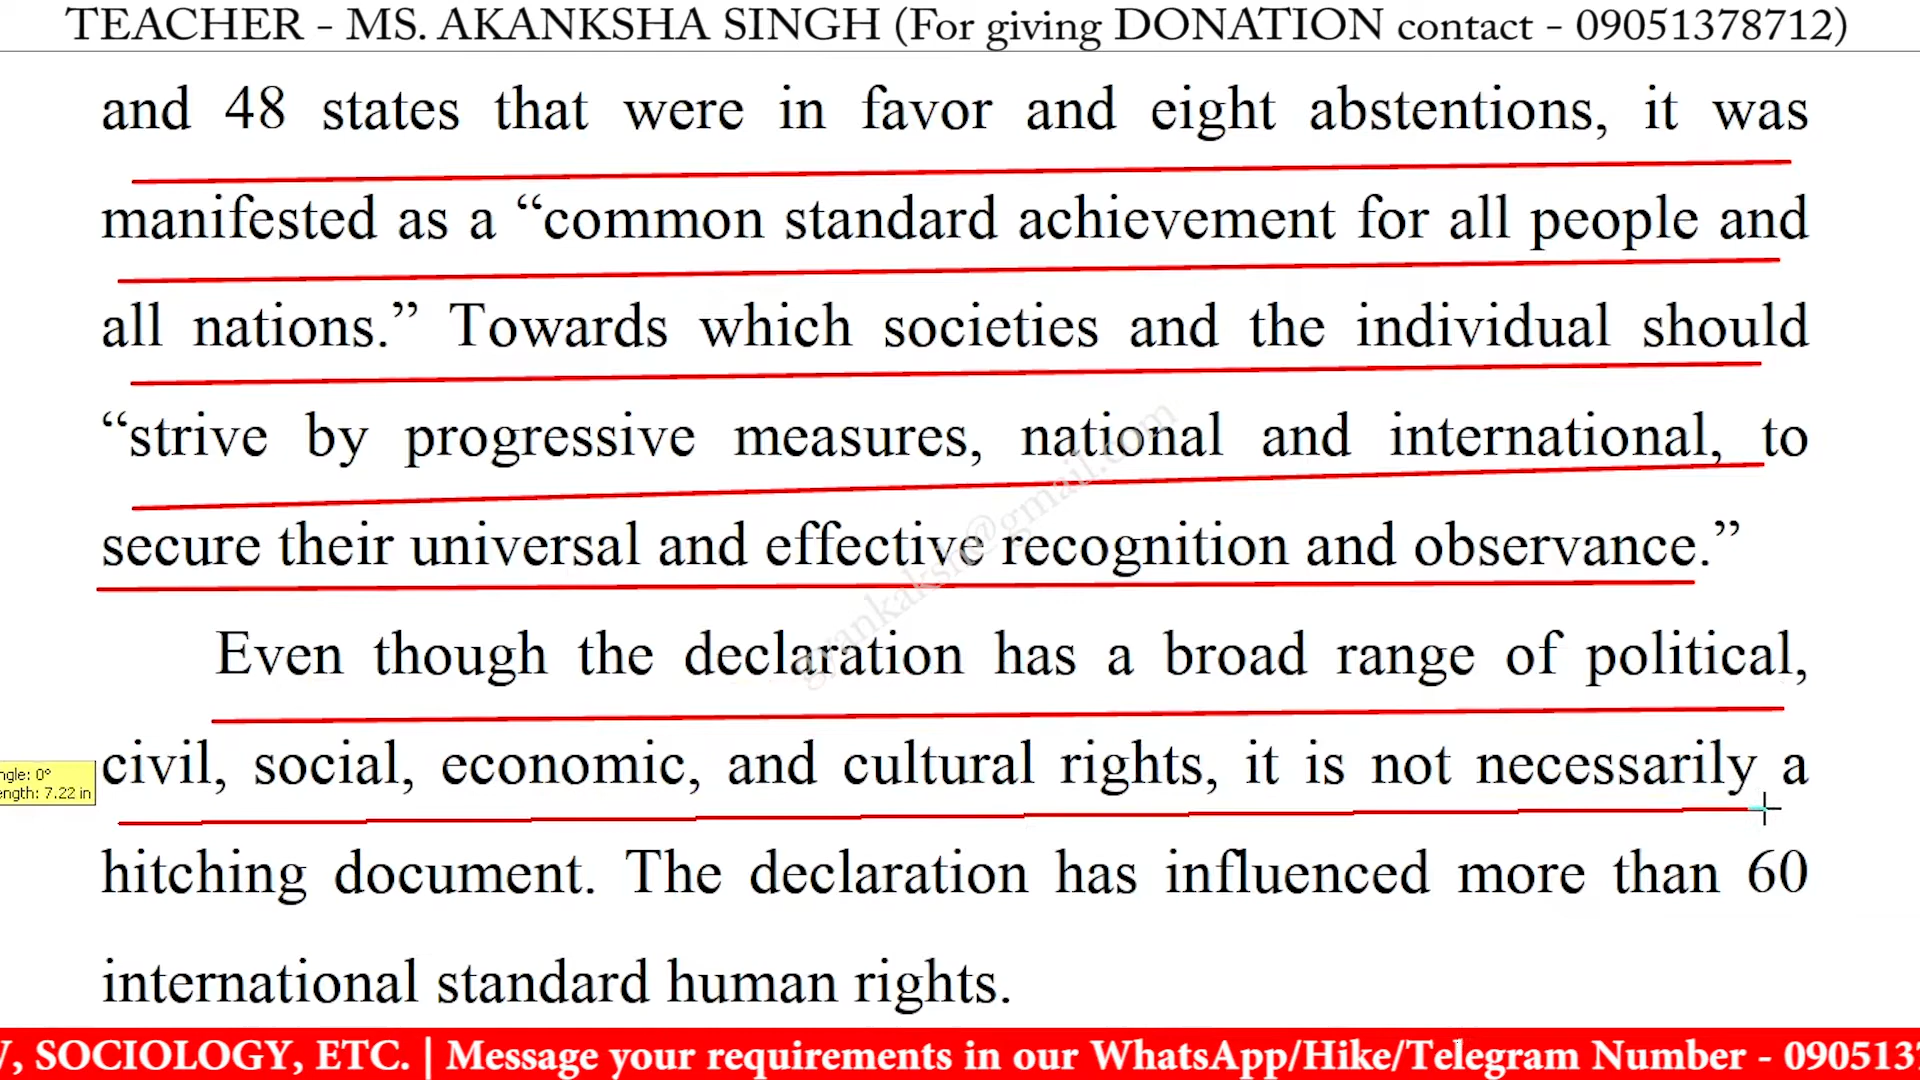 TEACHER - MS. AKANKSHA SINGH (For giving DONATION contact - 09051378712)
and 48 states that were in favor and eight abstentions, it was
manifested as a “common standard achievement for all people and
all nations.” Towards which societies and the individual should
“strive by progressive measures, national and international, to
secure their universal and effective recognition and observance.”
Even though the declaration has a broad range of political,
civil, social, economic, and cultural rights, it is not necessarily a
ngle: 0°
ength: 7.22 in
hitching document. The declaration has influenced more than 60
international standard human rights.
, SOCIOLOGY, ETC. | Message your requirements in our WhatsApp/Hike/Telegram Number - 090513